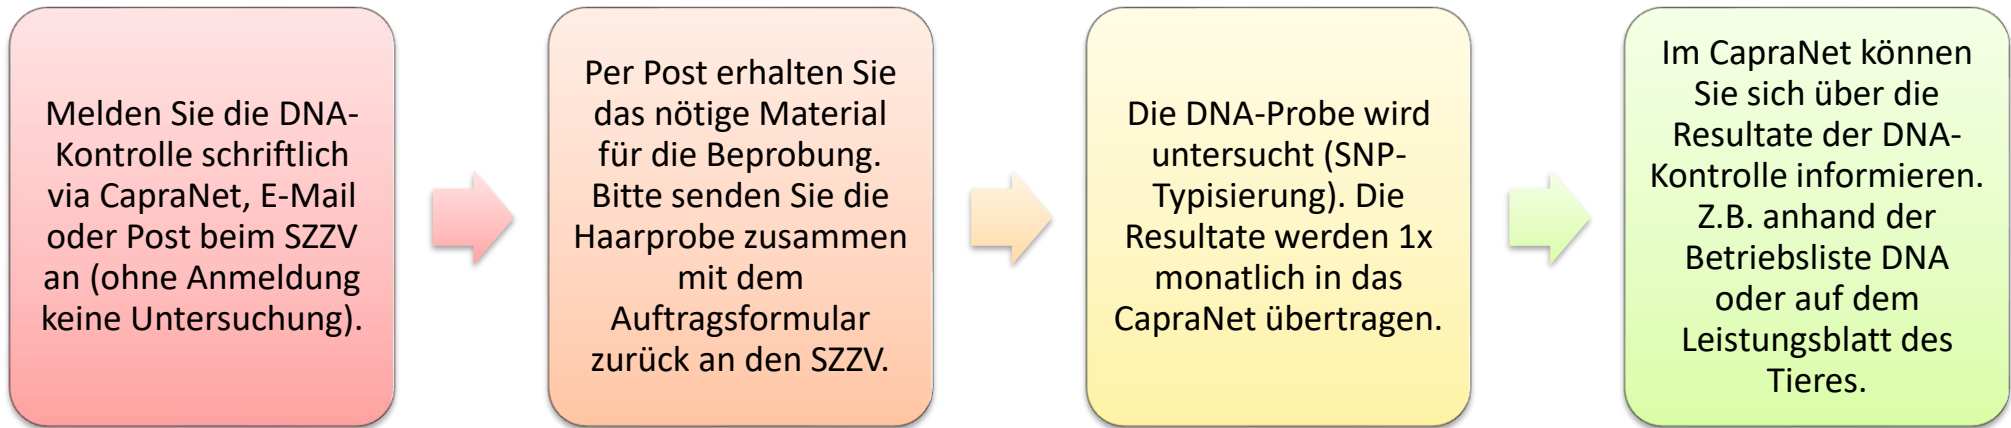 Melden Sie die DNA-
Kontrolle schriftlich
via CapraNet, E-Mail
oder Post beim SZZV
an (ohne Anmeldung
keine Untersuchung).
Per Post erhalten Sie
das nötige Material
für die Beprobung.
Bitte senden Sie die
Haarprobe zusammen
mit dem
Auftragsformular
zurück an den SZZV.
Die DNA-Probe wird
untersucht (SNP-
Typisierung). Die
Resultate werden 1x
monatlich in das
CapraNet übertragen.
Im CapraNet können
Sie sich über die
Resultate der DNA-
Kontrolle informieren.
Z.B. anhand der
Betriebsliste DNA
oder auf dem
Leistungsblatt des
Tieres.